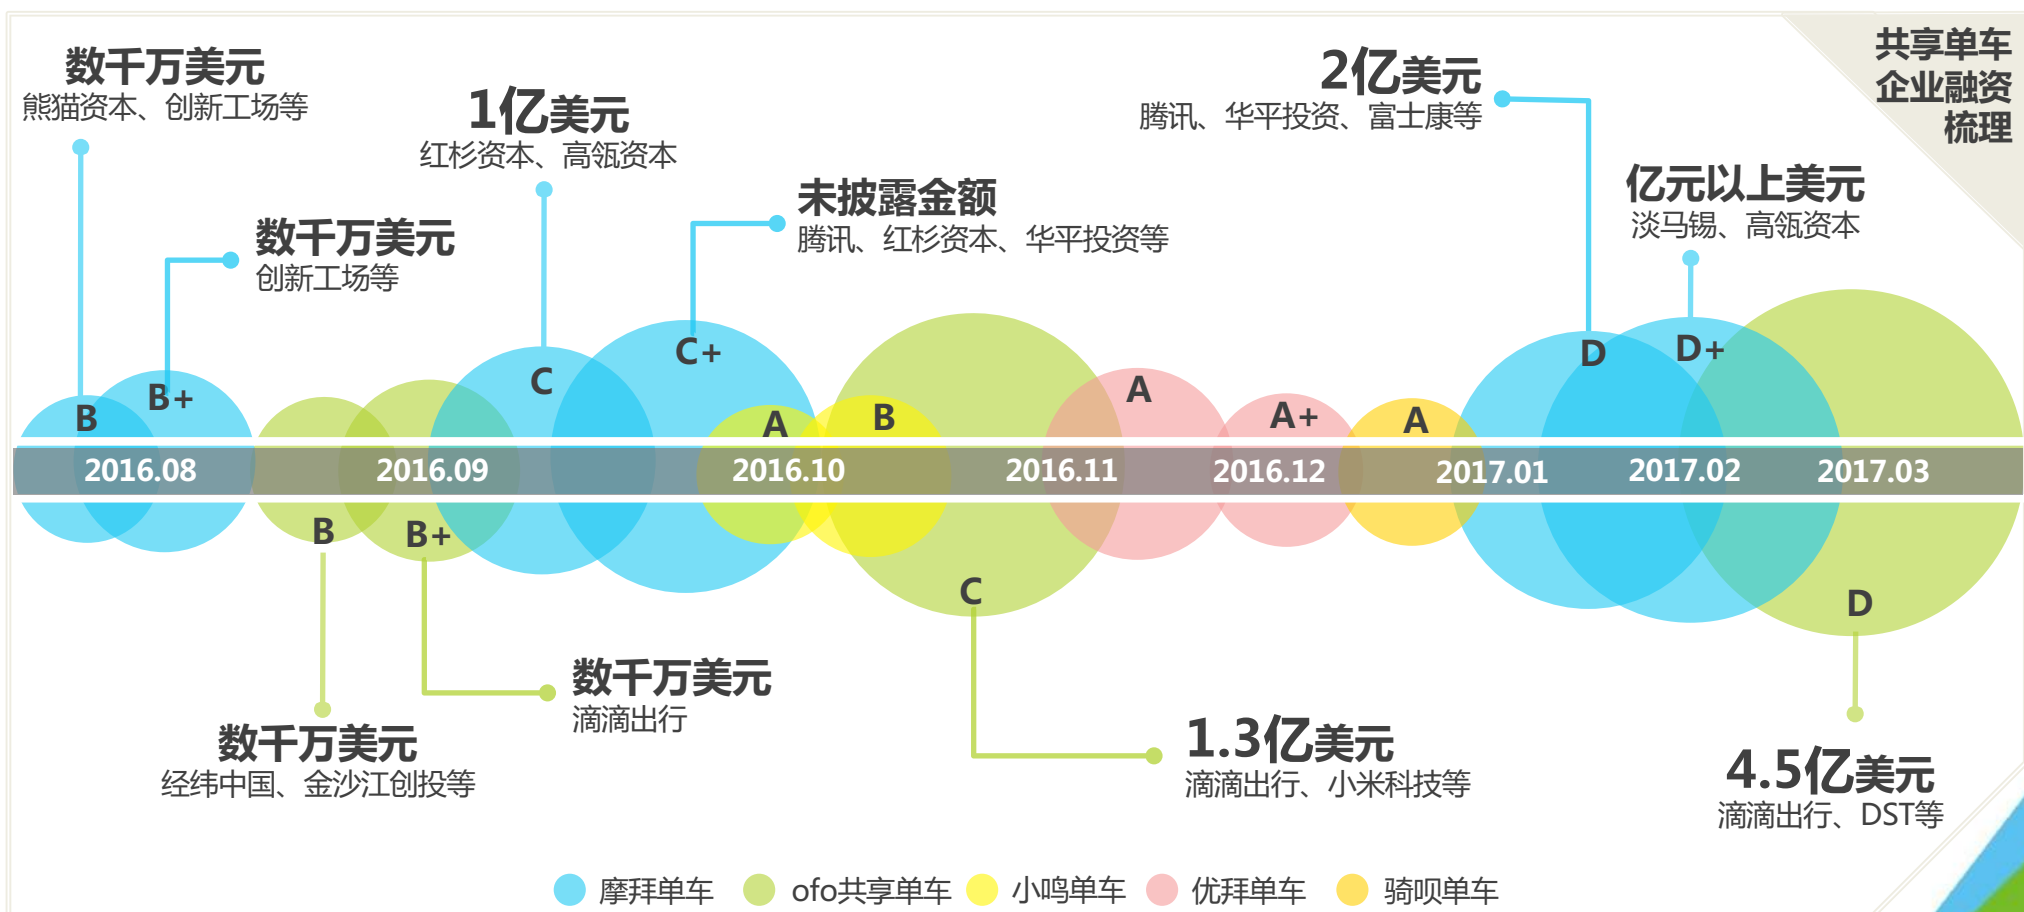 共享单车
企业融资
梳理
数千万美元
熊猫资本、创新工场等
数千万美元
创新工场等
1亿美元
红杉资本、高瓴资本
未披露金额
腾讯、红杉资本、华平投资等
2亿美元
腾讯、华平投资、富士康等
亿元以上美元
淡马锡、高瓴资本
B
B+
C
C+
A
B
A
A+
A
D
D+
2016.08
2016.09
2016.10
2016.11
2016.12
2017.01
2017.02
2017.03
B
B+
C
D
数千万美元
经纬中国、金沙江创投等
数千万美元
滴滴出行
1.3亿美元
滴滴出行、小米科技等
4.5亿美元
滴滴出行、DST等
摩拜单车
ofo共享单车
小鸣单车
优拜单车
骑呗单车